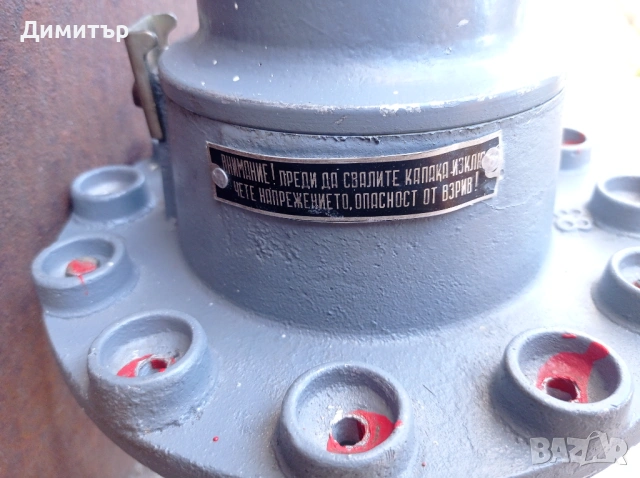 Димитър
ВНИМАНИЕ! ПРЕДИ ДА СВАЛИТЕ КАПАКА ИЗКЛЮ
ЧЕТЕ НАПРЕЖЕНИЕТО, ОПАСНОСТ ОТ ВЗРИВ!
BAZAR